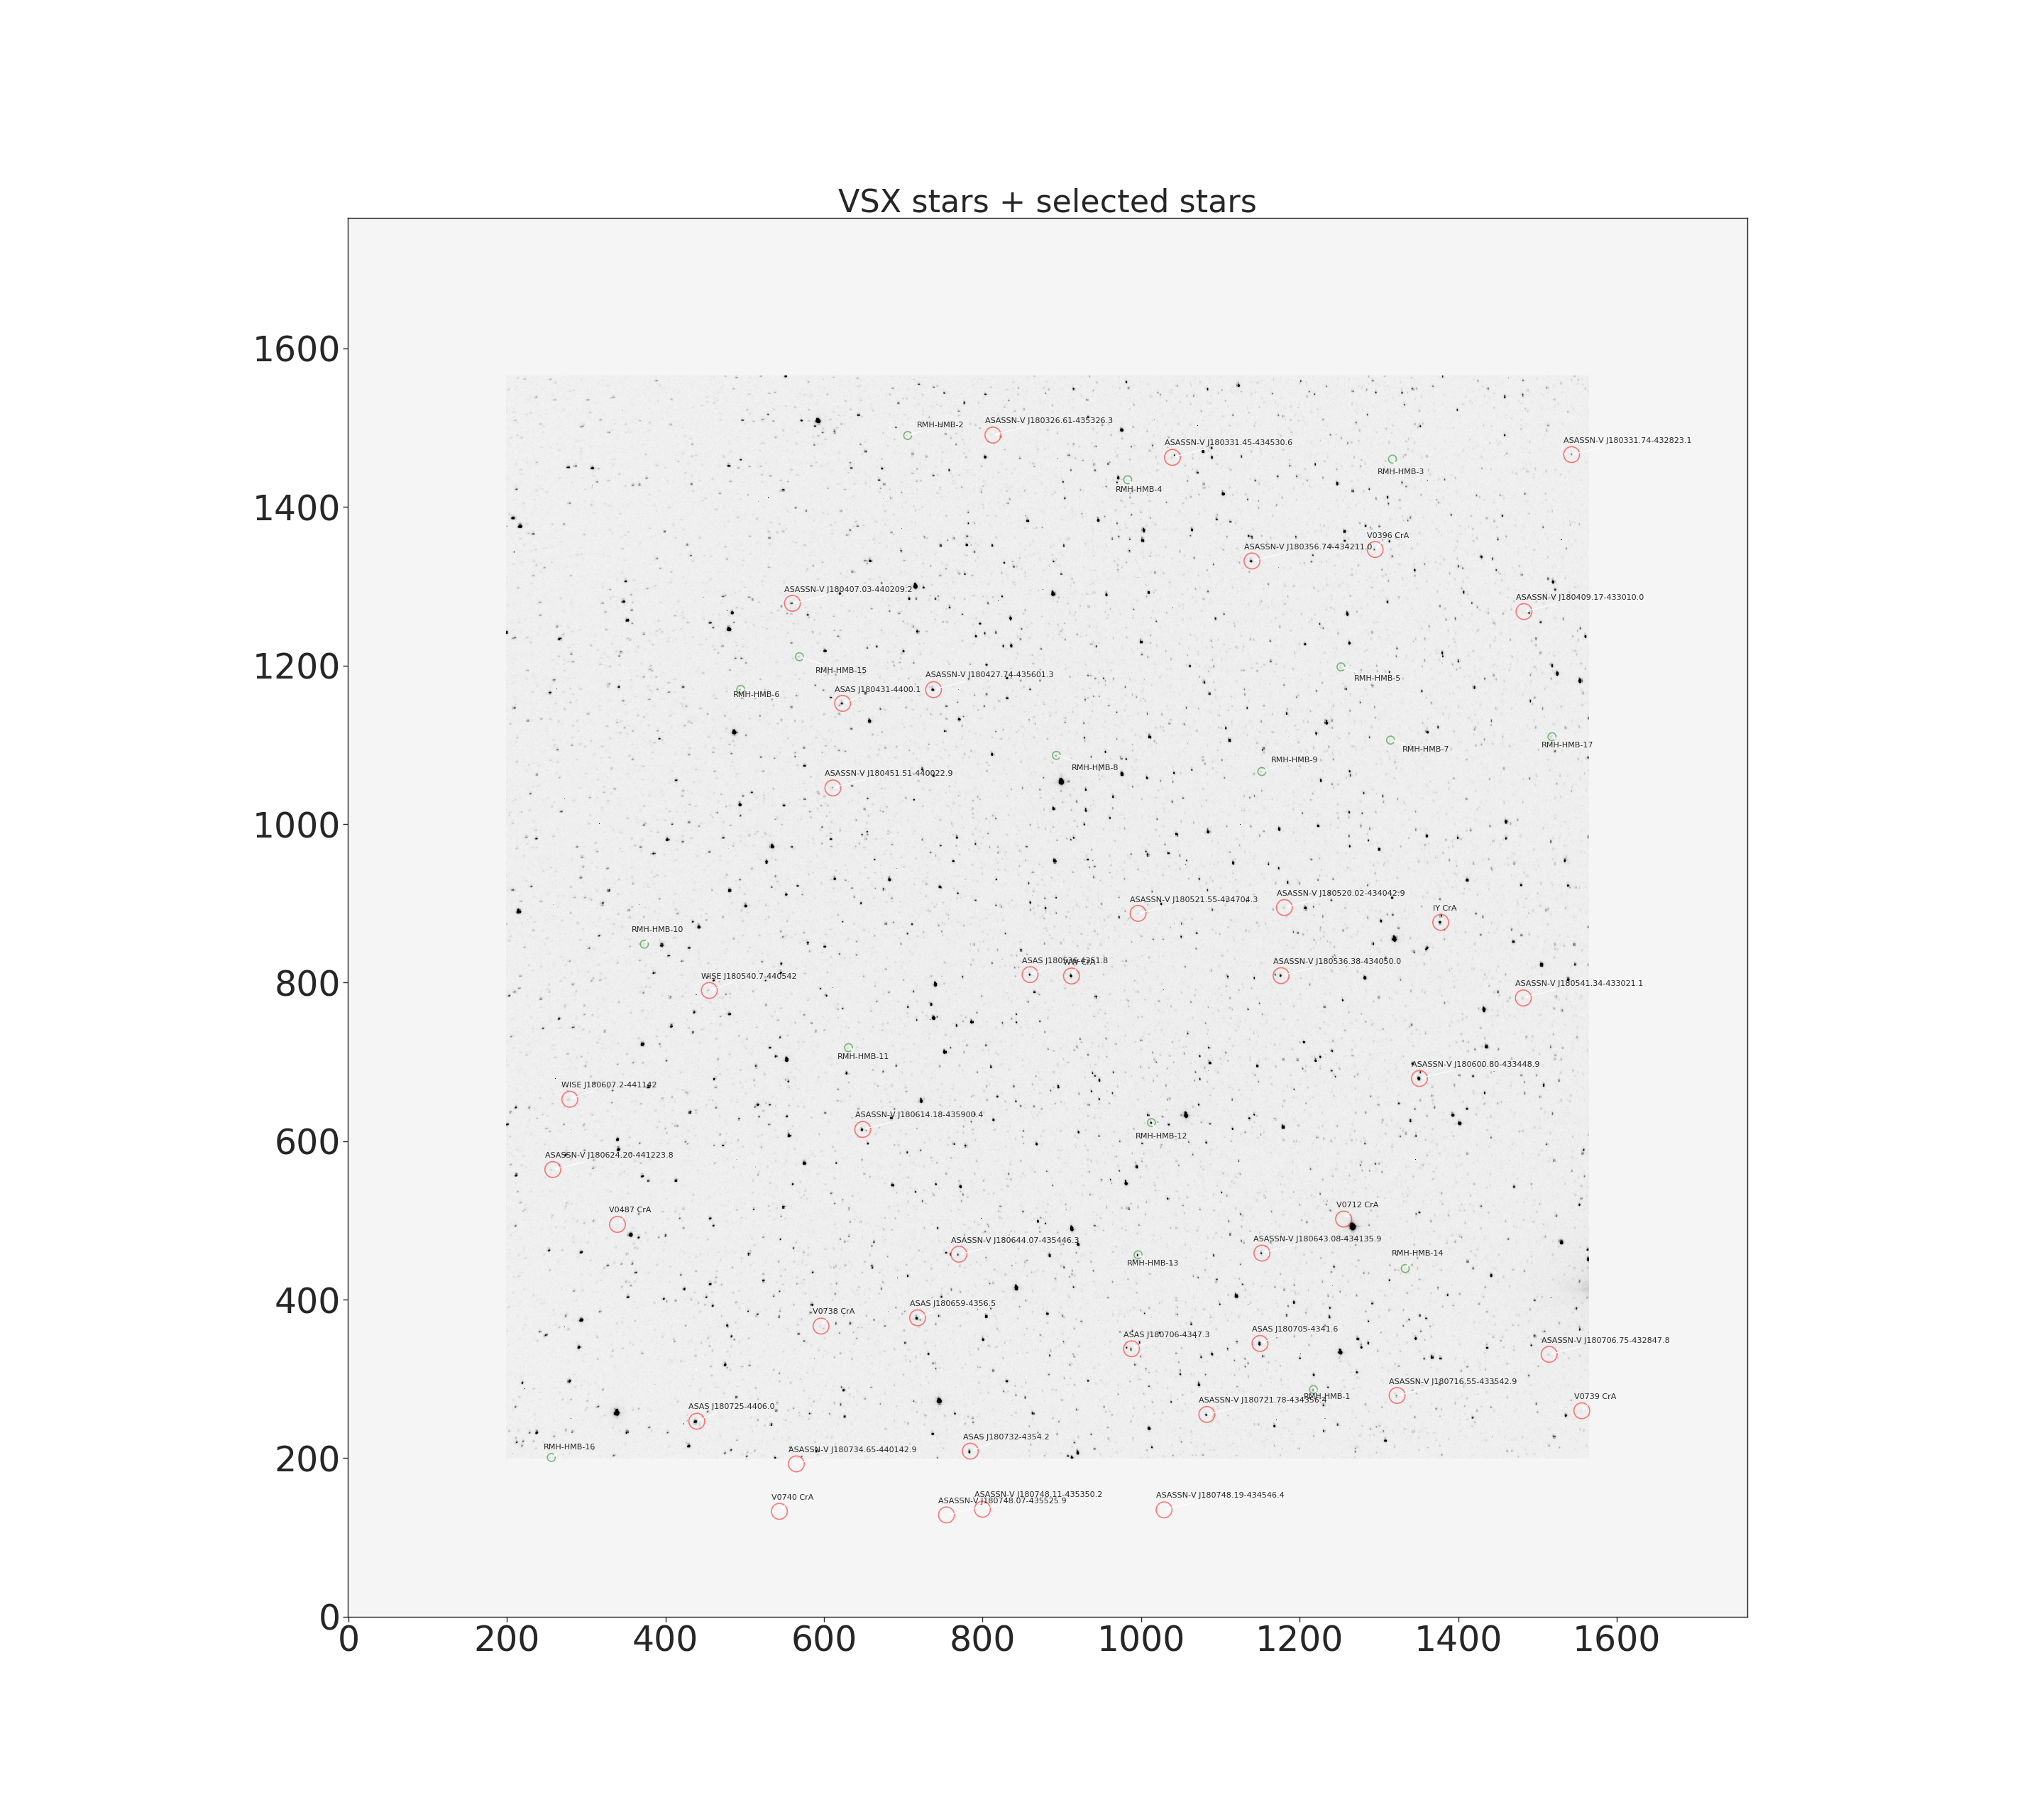 VSX stars + selected stars
1600
1400
1200
1000
800
600
400
200
0
0 200 400 600 800 1000 1200 1400 1600
ASASSN-V J180326.61-435326.3
RMH-HMB-2
ASASSN-V J180331.45-434530.6
ASASSN-V J180331.74-432823.1
RMH-HMB-3
RMH-HMB-4
V0396 CrA
ASASSN-V J180356.74-434211.0
ASASSN-V J180407.03-440209.2
ASASSN-V J180409.17-433010.0
RMH-HMB-15
ASASSN-V J180427.74-435601.3
RMH-HMB-5
ASAS J180431-4400.1
RMH-HMB-6
RMH-HMB-17
RMH-HMB-7
RMH-HMB-9
RMH-HMB-8
ASASSN-V J180451.51-440022.9
ASASSN-V J180520.02-434042.9
ASASSN-V J180521.55-434704.3
IY CrA
RMH-HMB-10
WW CrA
ASASSN-V J180536.38-434050.0
WISE J180540.7-440542
ASASSN-V J180541.34-433021.1
RMH-HMB-11
ASASSN-V J180600.80-433448.9
WISE J180607.2-441142
ASASSN-V J180614.18-435900.4
RMH-HMB-12
ASASSN-V J180624.20-441223.8
V0712 CrA
V0487 CrA
ASASSN-V J180643.08-434135.9
ASASSN-V J180644.07-435446.3
RMH-HMB-14
RMH-HMB-13
ASAS J180659-4356.5
V0738 CrA
ASAS J180705-4341.6
ASAS J180706-4347.3
ASASSN-V J180706.75-432847.8
ASASSN-V J180716.55-433542.9
RMH-HMB-1
V0739 CrA
ASAS J180725-4406.0
ASAS J180732-4354.2
RMH-HMB-16
ASASSN-V J180734.65-440142.9
V0740 CrA
ASASSN-V J180748.11-435350.2
ASASSN-V J180748.19-434546.4
ASASSN-V J180748.07-435525.9